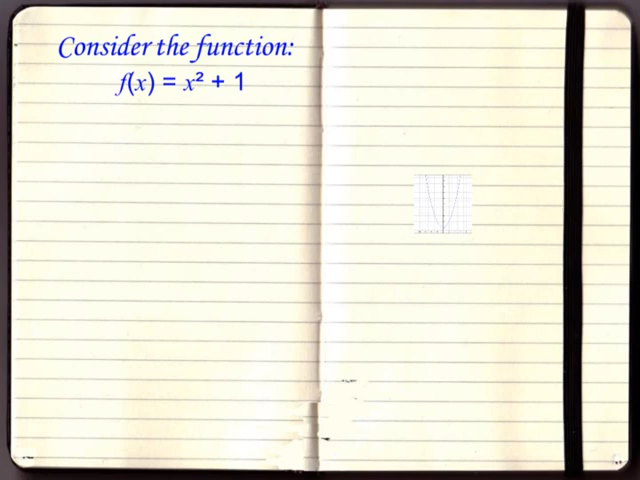 Consider the function:
f(x) = x² + 1